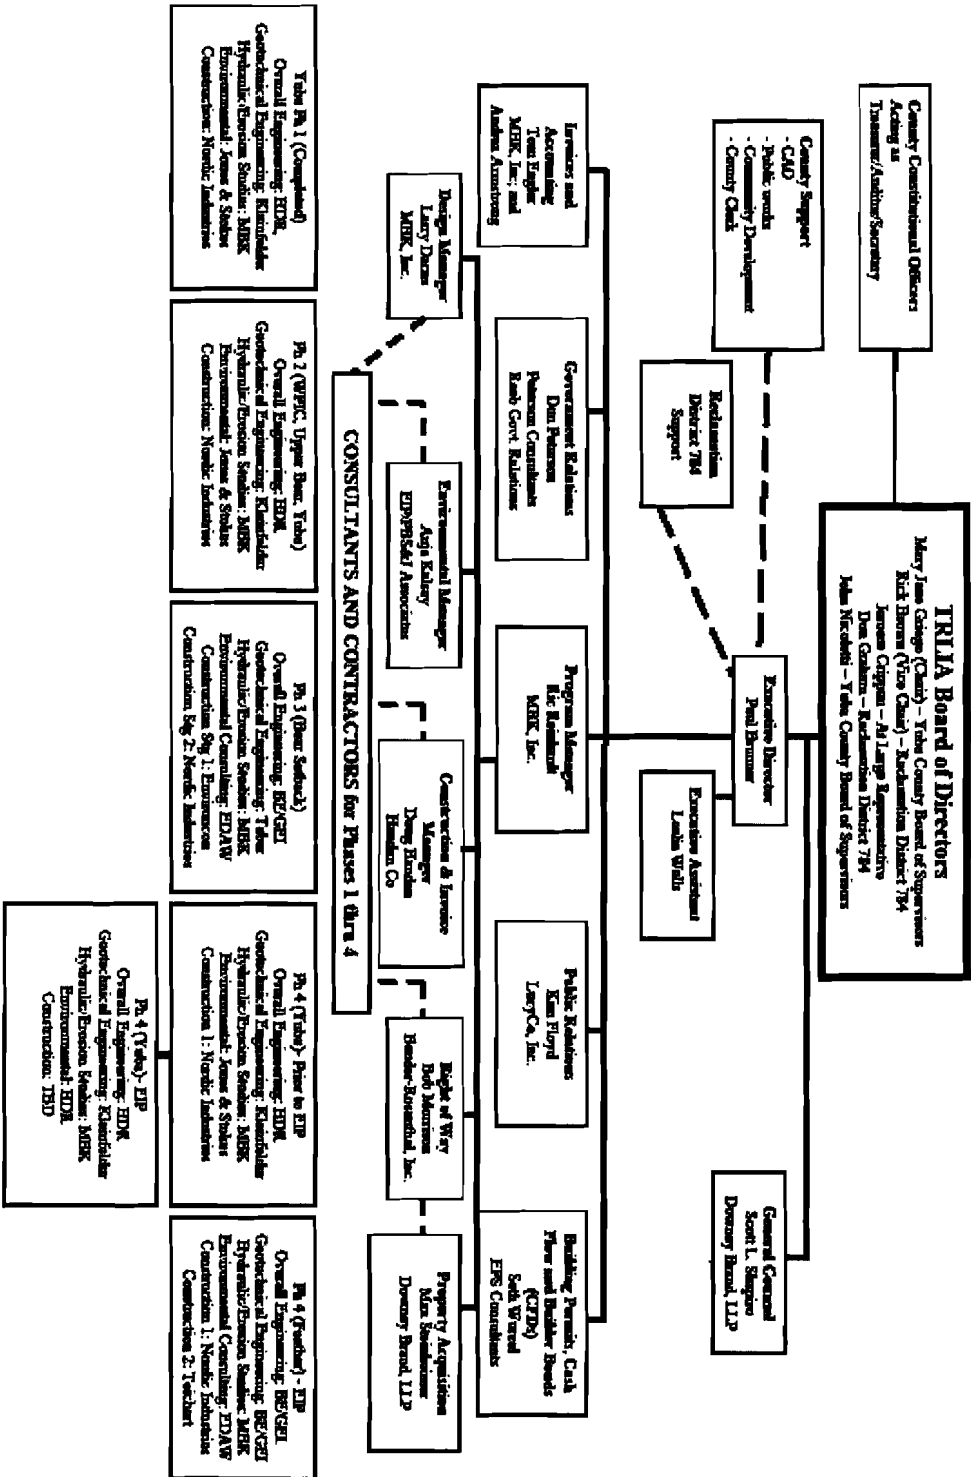 TRILIA Board of Directors
Mary Jane Griego (Chair) – Yuba County Board of Supervisors
Rick Brown (Vice Chair) – Reclamation District 784
Jerome Crippen – At Large Representative
Don Graham – Reclamation District 784
John Nicoletti – Yuba County Board of Supervisors
County Constitutional Officers
Acting as
Treasurer/Auditor/Secretary
County Support
- CAO
- Public works
- Community Development
- County Clerk
Reclamation
District 784
Support
Executive Director
Paul Brunner
Executive Assistant
Leslie Wells
General Counsel
Scott L. Shapiro
Downey Brand, LLP
Invoices and
Accounting
Tom Engler
MBK, Inc; and
Andrea Armstrong
Government Relations
Dan Peterson
Peterson Consultants
Raab Govt. Relations
Program Manager
Ric Reinhardt
MBK, Inc.
Public Relations
Kim Floyd
LucyCo, Inc.
Building Permits, Cash
Flow and Builder Bonds
(CFDs)
Seth Wurzel
EPS Consultants
Design Manager
Larry Dacus
MBK, Inc.
Environmental Manager
Anja Kelsey
EIP/PBS&J Associates
Construction & Invoice
Manager
Doug
Co
Right of Way
Bob Morrison
Bender-Rosenthal, Inc.
Property Acquisition
Max Steinheimer
Downey Brand, LLP
CONSULTANTS AND CONTRACTORS for Phases 1 thru 4
Yuba Ph 1 (Completed)
Overall Engineering: HDR,
Geotechnical Engineering: Kleinfelder
Hydraulic/Erosion Studies: MBK
Environmental: Jones & Stokes
Construction: Nordic Industries
Ph 2 (WPIC, Upper Bear, Yuba)
Overall Engineering: HDR
Geotechnical Engineering: Kleinfelder
Hydraulic/Erosion Studies: MBK
Environmental: Jones & Stokes
Construction: Nordic Industries
Ph 3 (Bear Setback)
Overall Engineering: BE/GEI
Geotechnical Engineering: Taber
Hydraulic/Erosion Studies: MBK
Environmental Consulting: EDAW
Construction Stg 1: Envirocon
Construction Stg 2: Nordic Industries
Ph 4 (Yuba)- Prior to EIP
Overall Engineering: HDR
Geotechnical Engineering: Kleinfelder
Hydraulic/Erosion Studies: MBK
Environmental: Jones & Stokes
Construction 1: Nordic Industries
Ph 4 (Feather) - EIP
Overall Engineering: BE/GEI
Geotechnical Engineering: BE/GEI
Hydraulic/Erosion Studies: MBK
Environmental Consulting: EDAW
Construction 1: Nordic Industries
Construction 2: Teichert
Ph 4 (Yuba)- EIP
Overall Engineering: HDR
Geotechnical Engineering: Kleinfelder
Hydraulic/Erosion Studies: MBK
Environmental: HDR
Construction: TBD